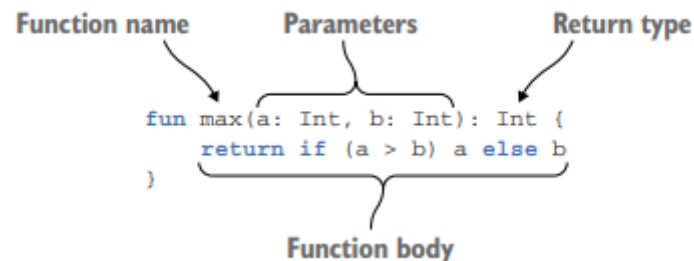 Function name Parameters Return type
fun max(a: Int, b: Int): Int {
return if (a > b) a else b
}
Function body